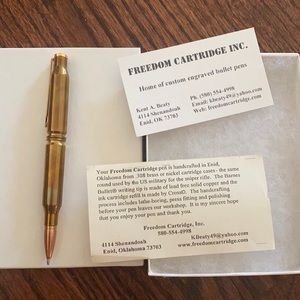 FREEDOM CARTRIDGE INC.
Home of custom engraved bullet pens
Kent A. Beaty
4114 Shenandoah
Enid, OK 73703
Ph. (580) 554-4998
Email: kbeaty49@yahoo.com
Web: freedomcartridge.com
Your Freedom Cartridge pen is handcrafted in Enid,
Oklahoma from .308 brass or nickel cartridge cases - the same
round used by the US military for the sniper rifle. The Barnes
Bullet® writing tip is made of lead free solid copper and the
ink cartridge refill is made by Cross©. The handcrafted
process includes lathe-boring, press fitting and polishing
before your pen leaves our workshop. It is my sincere hope
that you enjoy your pen and thank you.
Freedom Cartridge, Inc.
580-554-4998
4114 Shenandoah
Enid, Oklahoma 73703
KBeaty49@yahoo.com
www.freedomcartridge.com